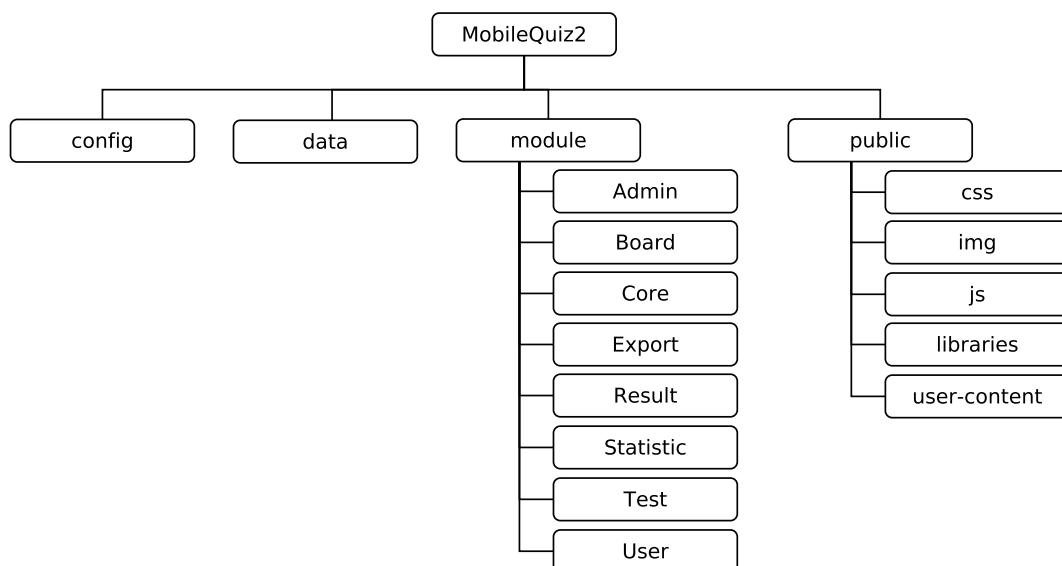 MobileQuiz2
config
data
module
public
Admin
Board
Core
Export
Result
Statistic
Test
User
css
img
js
libraries
user-content